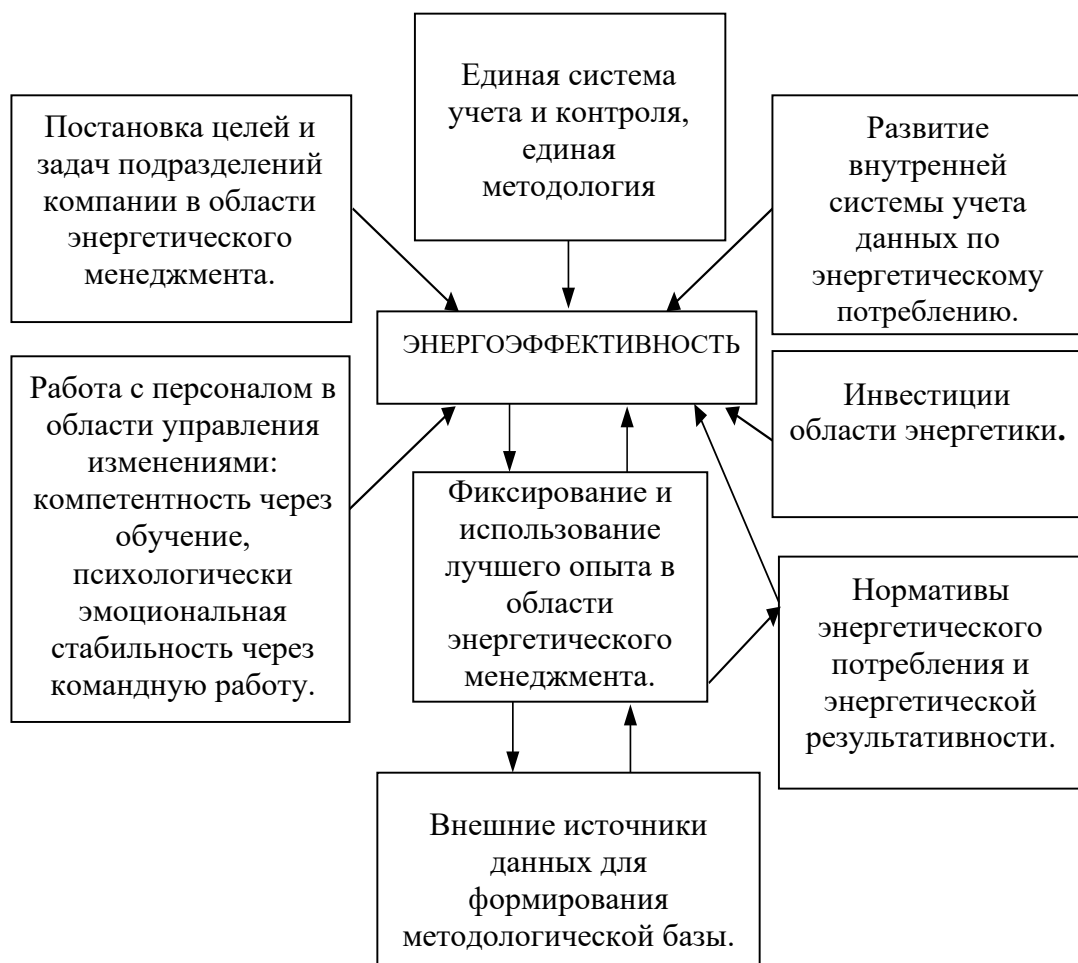 Единая система
учета и контроля,
единая
методология
Постановка целей и
задач подразделений
компании в области
энергетического
менеджмента.
Развитие
внутренней
системы учета
данных по
энергетическому
потреблению.
ЭНЕРГОЭФФЕКТИВНОСТЬ
Работа с персоналом в
области управления
изменениями:
компетентность через
обучение,
психологически
эмоциональная
стабильность через
командную работу.
Инвестиции
области энергетики.
Фиксирование и
использование
лучшего опыта в
области
энергетического
менеджмента.
Нормативы
энергетического
потребления и
энергетической
результативности.
Внешние источники
данных для
формирования
методологической базы.